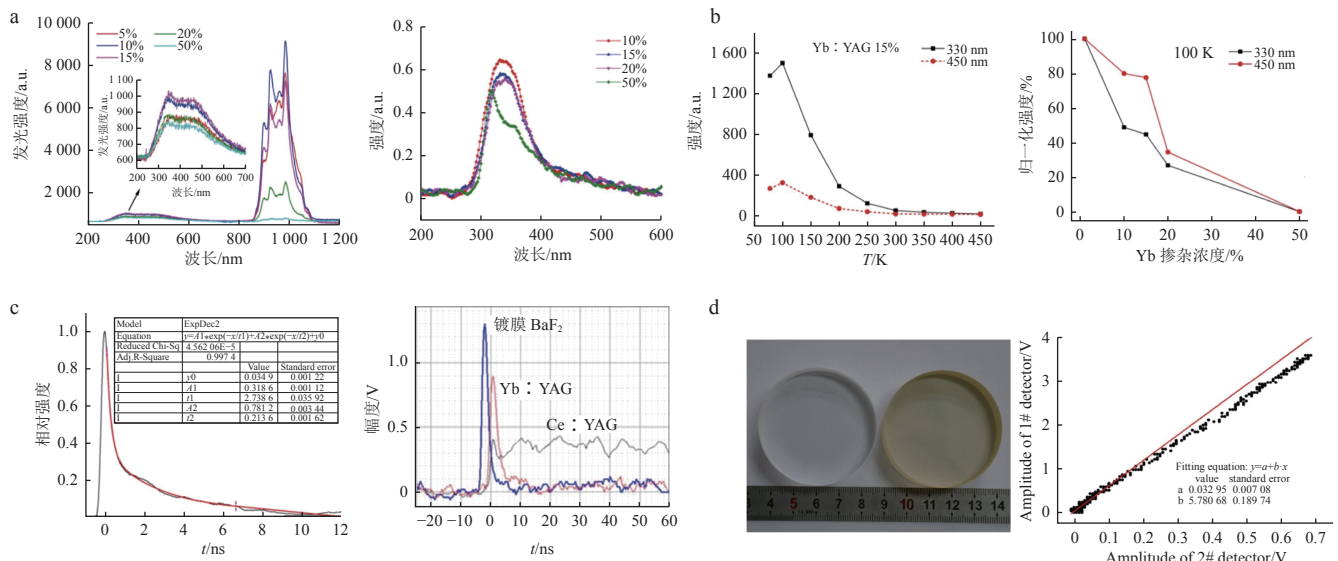 a
10 000
8 000
6 000
4 000
2 000
发光强度/a.u.
5%
10%
15%
20%
50%
1 100
1 000
900
800
700
600
发光强度/a.u.
200 300 400 500 600 700
波长/nm
200 400 600 800 1 000 1 200
波长/nm
0.8
0.6
0.4
0.2
0
强度/a.u.
10%
15%
20%
50%
200 300 400 500 600
波长/nm
b
1 600
1 200
800
400
0
强度/a.u.
Yb：YAG 15%
330 nm
450 nm
50 100 150 200 250 300 350 400 450
T/K
100
80
60
40
20
0
归一化强度/%
100 K
330 nm
450 nm
0 10 20 30 40 50
Yb 掺杂浓度/%
c
1.0
0.8
0.6
0.4
0
相对强度
Model ExpDec2
Equation y=A1*exp(−x/t1)+A2*exp(−x/t2)+y0
Reduced Chi-Sq 4.562 06E−5
Adj.R-Square 0.997 4
Value Standard error
I y0 0.034 9 0.001 22
I A1 0.318 6 0.001 12
I t1 2.738 6 0.035 92
I A2 0.781 2 0.003 44
I t2 0.213 6 0.001 62
0 2 4 6 8 10 12
t/ns
1.0
0
幅度/V
镀膜 BaF₂
Yb：YAG
Ce：YAG
−20 −10 0 10 20 30 40 50 60
t/ns
d
3 4 5 6 7 8 9 10 11 12 13 14
4
3
2
1
0
Amplitude of 1# detector/V
Fitting equation: y=a+b·x
value standard error
a 0.032 95 0.007 08
b 5.780 68 0.189 74
0 0.1 0.2 0.3 0.4 0.5 0.6 0.7
Amplitude of 2# detector/V